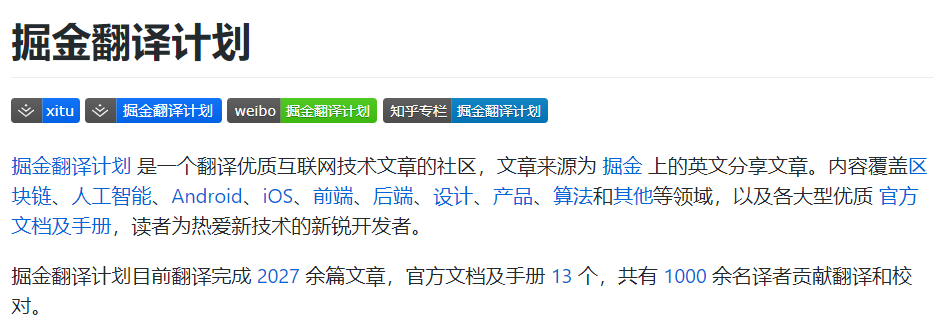 掘金翻译计划
xitu 掘金翻译计划 weibo 掘金翻译计划 知乎专栏 掘金翻译计划
掘金翻译计划 是一个翻译优质互联网技术文章的社区，文章来源为 掘金 上的英文分享文章。内容覆盖区
块链、人工智能、Android、iOS、前端、后端、设计、产品、算法和其他等领域，以及各大型优质 官方
文档及手册，读者为热爱新技术的新锐开发者。
掘金翻译计划目前翻译完成 2027 余篇文章，官方文档及手册 13 个，共有 1000 余名译者贡献翻译和校
对。